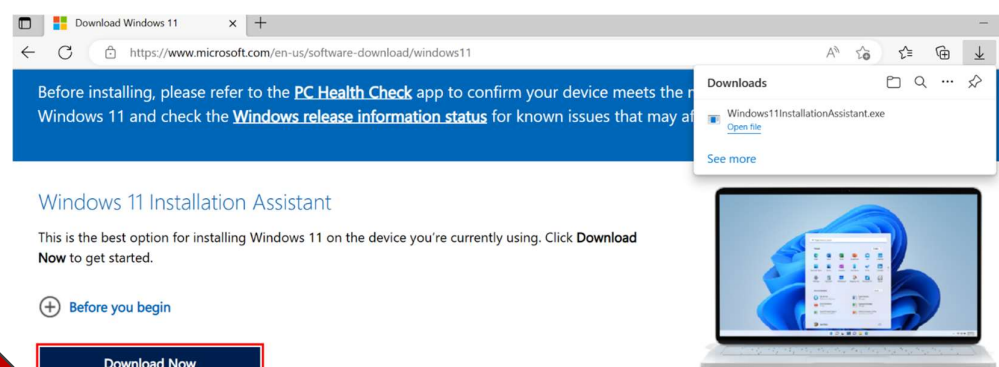 Download Windows 11
https://www.microsoft.com/en-us/software-download/windows11
Before installing, please refer to the PC Health Check app to confirm your device meets the
Windows 11 and check the Windows release information status for known issues that may
Downloads
Windows11InstallationAssistant.exe
Open file
See more
Windows 11 Installation Assistant
This is the best option for installing Windows 11 on the device you're currently using. Click Download
Now to get started.
Before you begin
Download Now